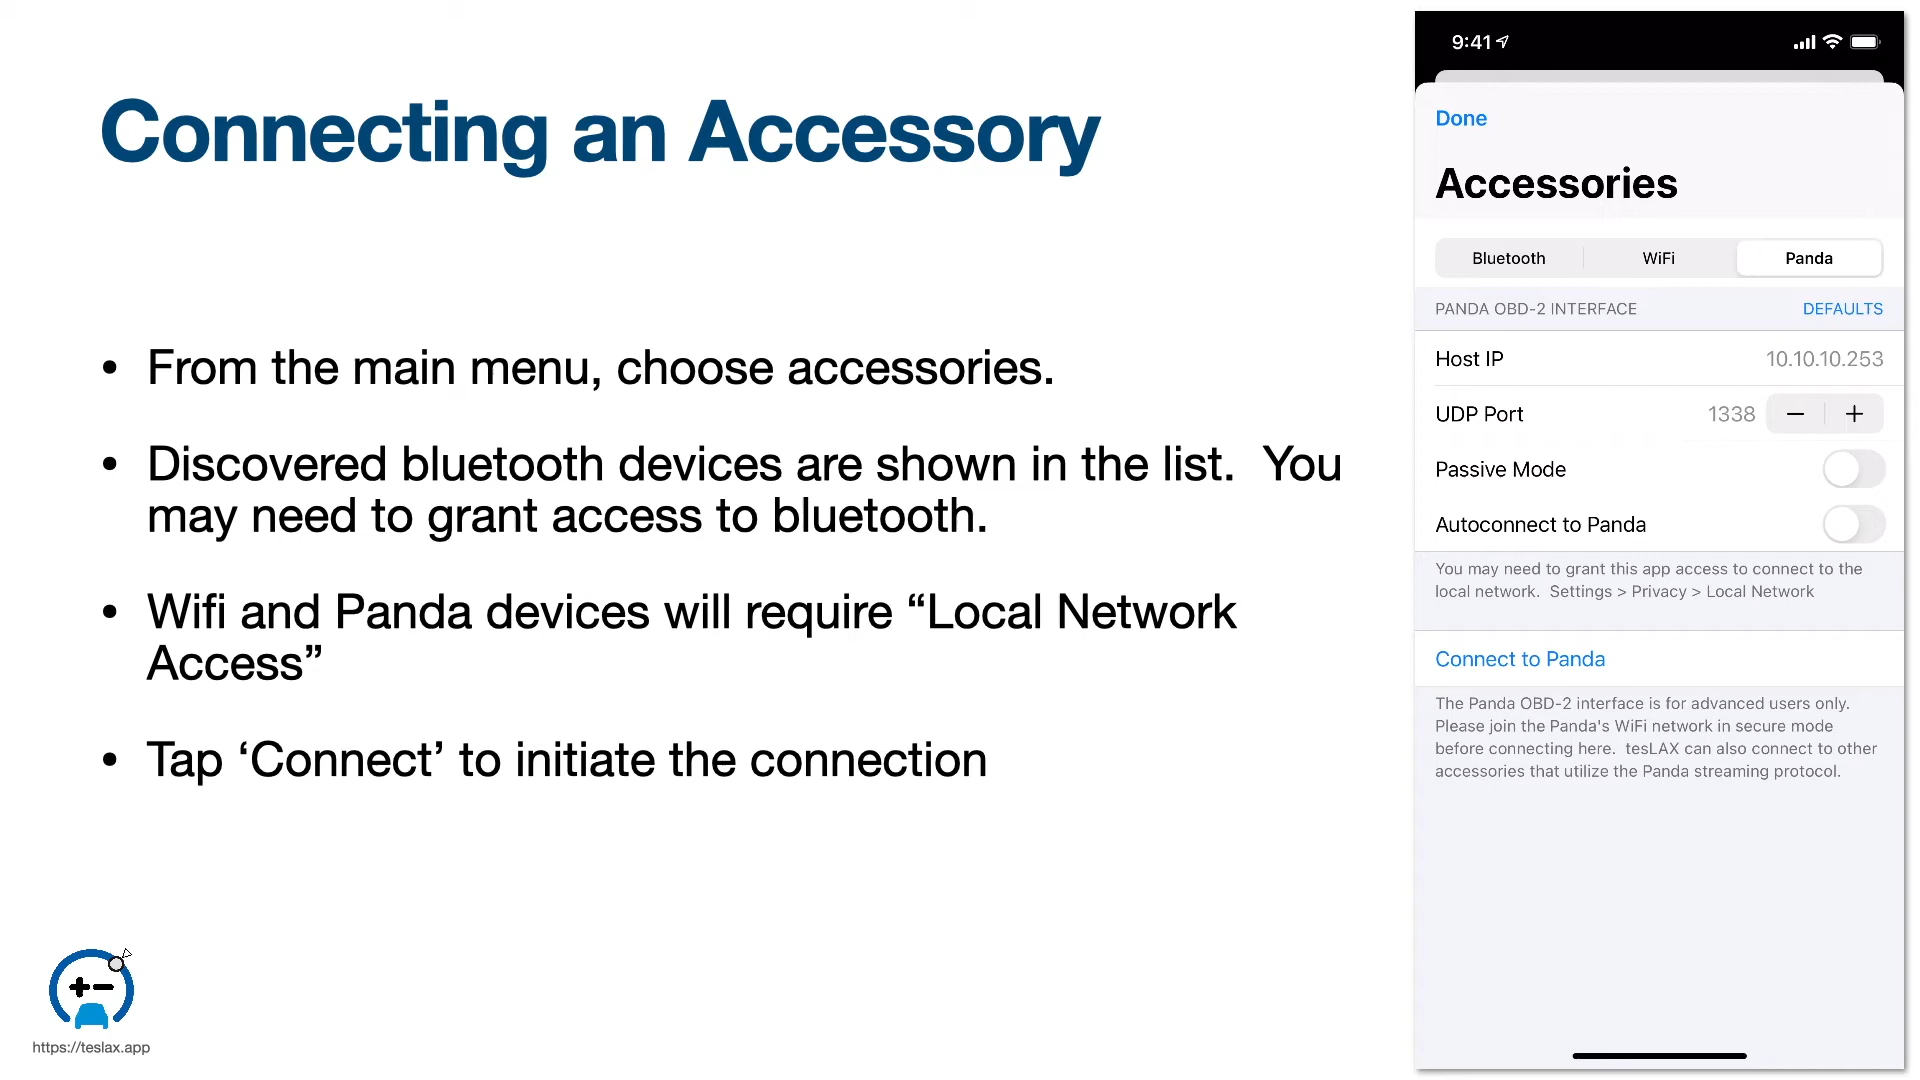 Connecting an Accessory
• From the main menu, choose accessories.
• Discovered bluetooth devices are shown in the list.  You
may need to grant access to bluetooth.
• Wifi and Panda devices will require “Local Network
Access”
• Tap ‘Connect’ to initiate the connection
https://teslax.app
9:41
Done
Accessories
Bluetooth WiFi Panda
PANDA OBD-2 INTERFACE DEFAULTS
Host IP 10.10.10.253
UDP Port 1338 − +
Passive Mode
Autoconnect to Panda
You may need to grant this app access to connect to the
local network.  Settings > Privacy > Local Network
Connect to Panda
The Panda OBD-2 interface is for advanced users only.
Please join the Panda's WiFi network in secure mode
before connecting here.  tesLAX can also connect to other
accessories that utilize the Panda streaming protocol.